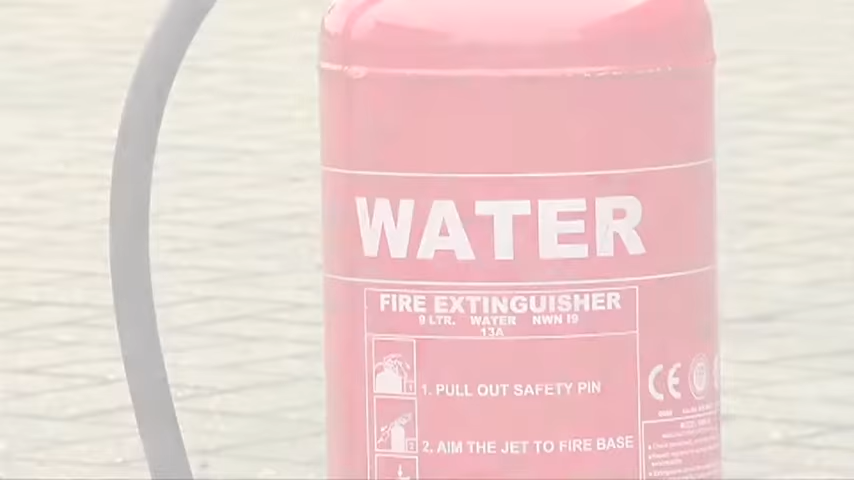 WATER
FIRE EXTINGUISHER
9 LTR. WATER NWN I9
13A
1. PULL OUT SAFETY PIN
2. AIM THE JET TO FIRE BASE
CE